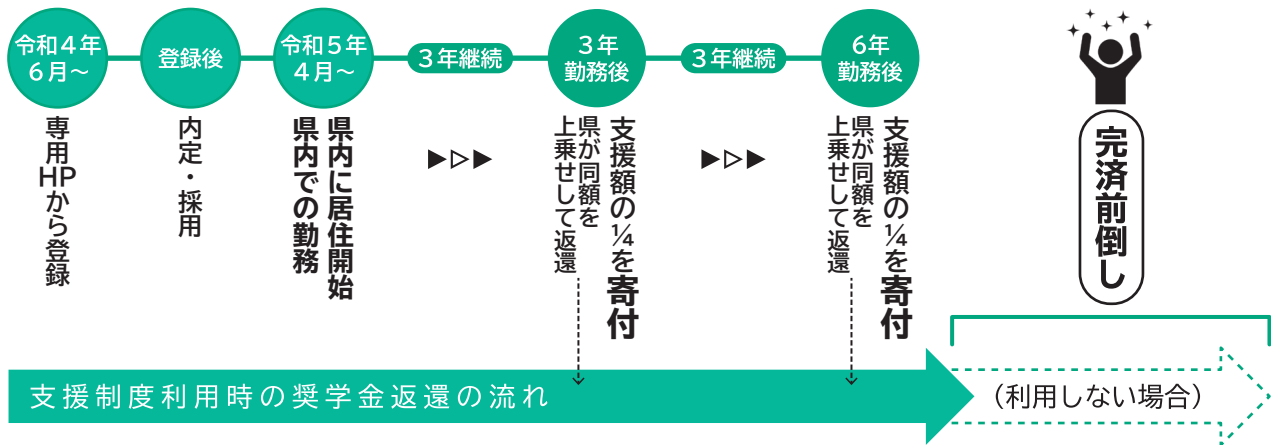 令和４年
６月～
登録後
令和５年
４月～
３年継続
３年
勤務後
３年継続
６年
勤務後
専用HPから登録
内定・採用
県内に居住開始
県内での勤務
支援額の¼を寄付
県が同額を
上乗せして返還
支援額の¼を寄付
県が同額を
上乗せして返還
完済前倒し
支援制度利用時の奨学金返還の流れ
（利用しない場合）